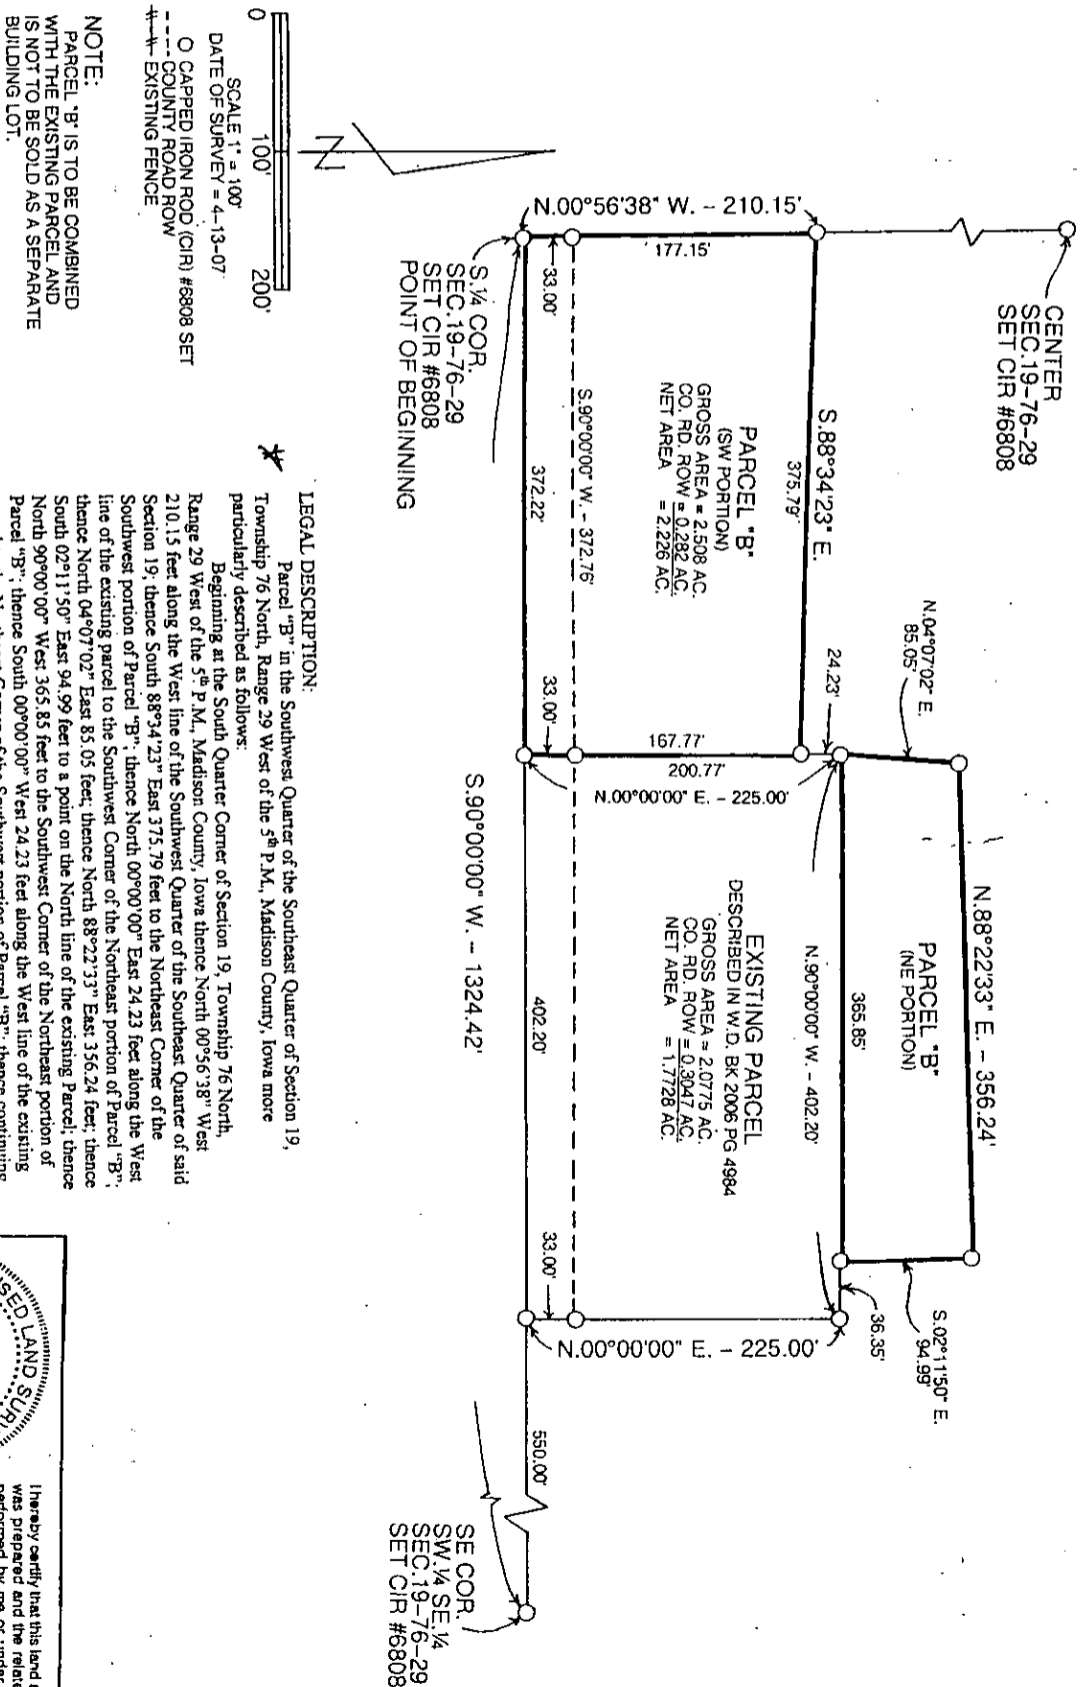 CENTER
SEC.19-76-29
SET CIR #6808
N.00°56'38" W. - 210.15'
177.15'
S.88°34'23" E.
375.79'
PARCEL "B"
(SW PORTION)
GROSS AREA = 2.508 AC.
CO. RD. ROW = 0.282 AC.
NET AREA = 2.226 AC.
S.90°00'00" W. - 372.76'
33.00'
372.22'
33.00'
S.1/4 COR.
SEC.19-76-29
SET CIR #6808
POINT OF BEGINNING
N.04°07'02" E.
85.05'
24.23'
167.77'
200.77'
N.00°00'00" E. - 225.00'
N.88°22'33" E. - 356.24'
PARCEL "B"
(NE PORTION)
365.85'
N.90°00'00" W. - 402.20'
EXISTING PARCEL
DESCRIBED IN W.D. BK 2006 PG 4984
GROSS AREA = 2.0775 AC.
CO. RD. ROW = 0.3047 AC.
NET AREA = 1.7728 AC.
402.20'
33.00'
S.02°11'50" E.
94.99'
36.35'
N.00°00'00" E. - 225.00'
S.90°00'00" W. - 1324.42'
550.00'
SE COR.
SW.1/4 SE.1/4
SEC.19-76-29
SET CIR #6808
N
0 100' 200'
SCALE 1" = 100'
DATE OF SURVEY = 4-13-07
O CAPPED IRON ROD (CIR) #6808 SET
---- COUNTY ROAD ROW
EXISTING FENCE
NOTE:
PARCEL "B" IS TO BE COMBINED
WITH THE EXISTING PARCEL AND
IS NOT TO BE SOLD AS A SEPARATE
BUILDING LOT.
LEGAL DESCRIPTION:
Parcel "B" in the Southwest Quarter of the Southeast Quarter of Section 19,
Township 76 North, Range 29 West of the 5th P.M., Madison County, Iowa more
particularly described as follows:
Beginning at the South Quarter Corner of Section 19, Township 76 North,
Range 29 West of the 5th P.M., Madison County, Iowa thence North 00°56'38" West
210.15 feet along the West line of the Southwest Quarter of the Southeast Quarter of said
Section 19; thence South 88°34'23" East 375.79 feet to the Northeast Corner of the
Southwest portion of Parcel "B"; thence North 00°00'00" East 24.23 feet along the West
line of the existing parcel to the Southwest Corner of the Northeast portion of Parcel "B";
thence North 04°07'02" East 85.05 feet; thence North 88°22'33" East 356.24 feet; thence
South 02°11'50" East 94.99 feet to a point on the North line of the existing Parcel; thence
North 90°00'00" West 365.85 feet to the Southwest Corner of the Northeast portion of
Parcel "B"; thence South 00°00'00" West 24.23 feet along the West line of the existing
Northeast Corner of the Southwest portion of Parcel "B"; thence continuing
SED LAND SUR
I hereby certify that this land
was prepared and the relate
performed by me or under